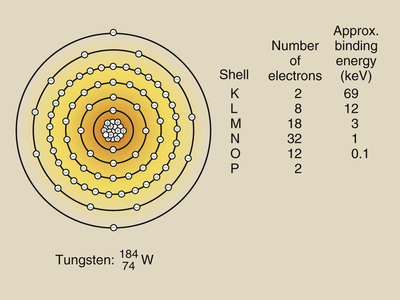 Approx.
Number binding
of energy
Shell electrons (keV)
K 2 69
L 8 12
M 18 3
N 32 1
O 12 0.1
P 2
Tungsten: 184 74 W